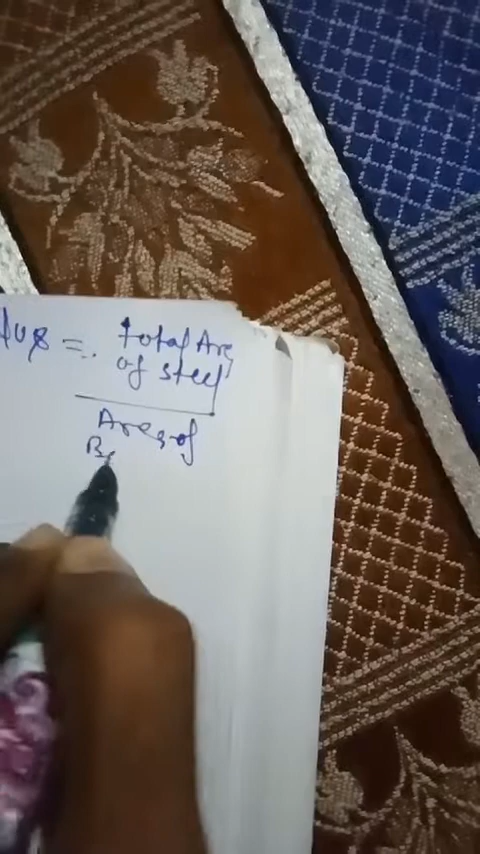 = total Are
of steel
Area of